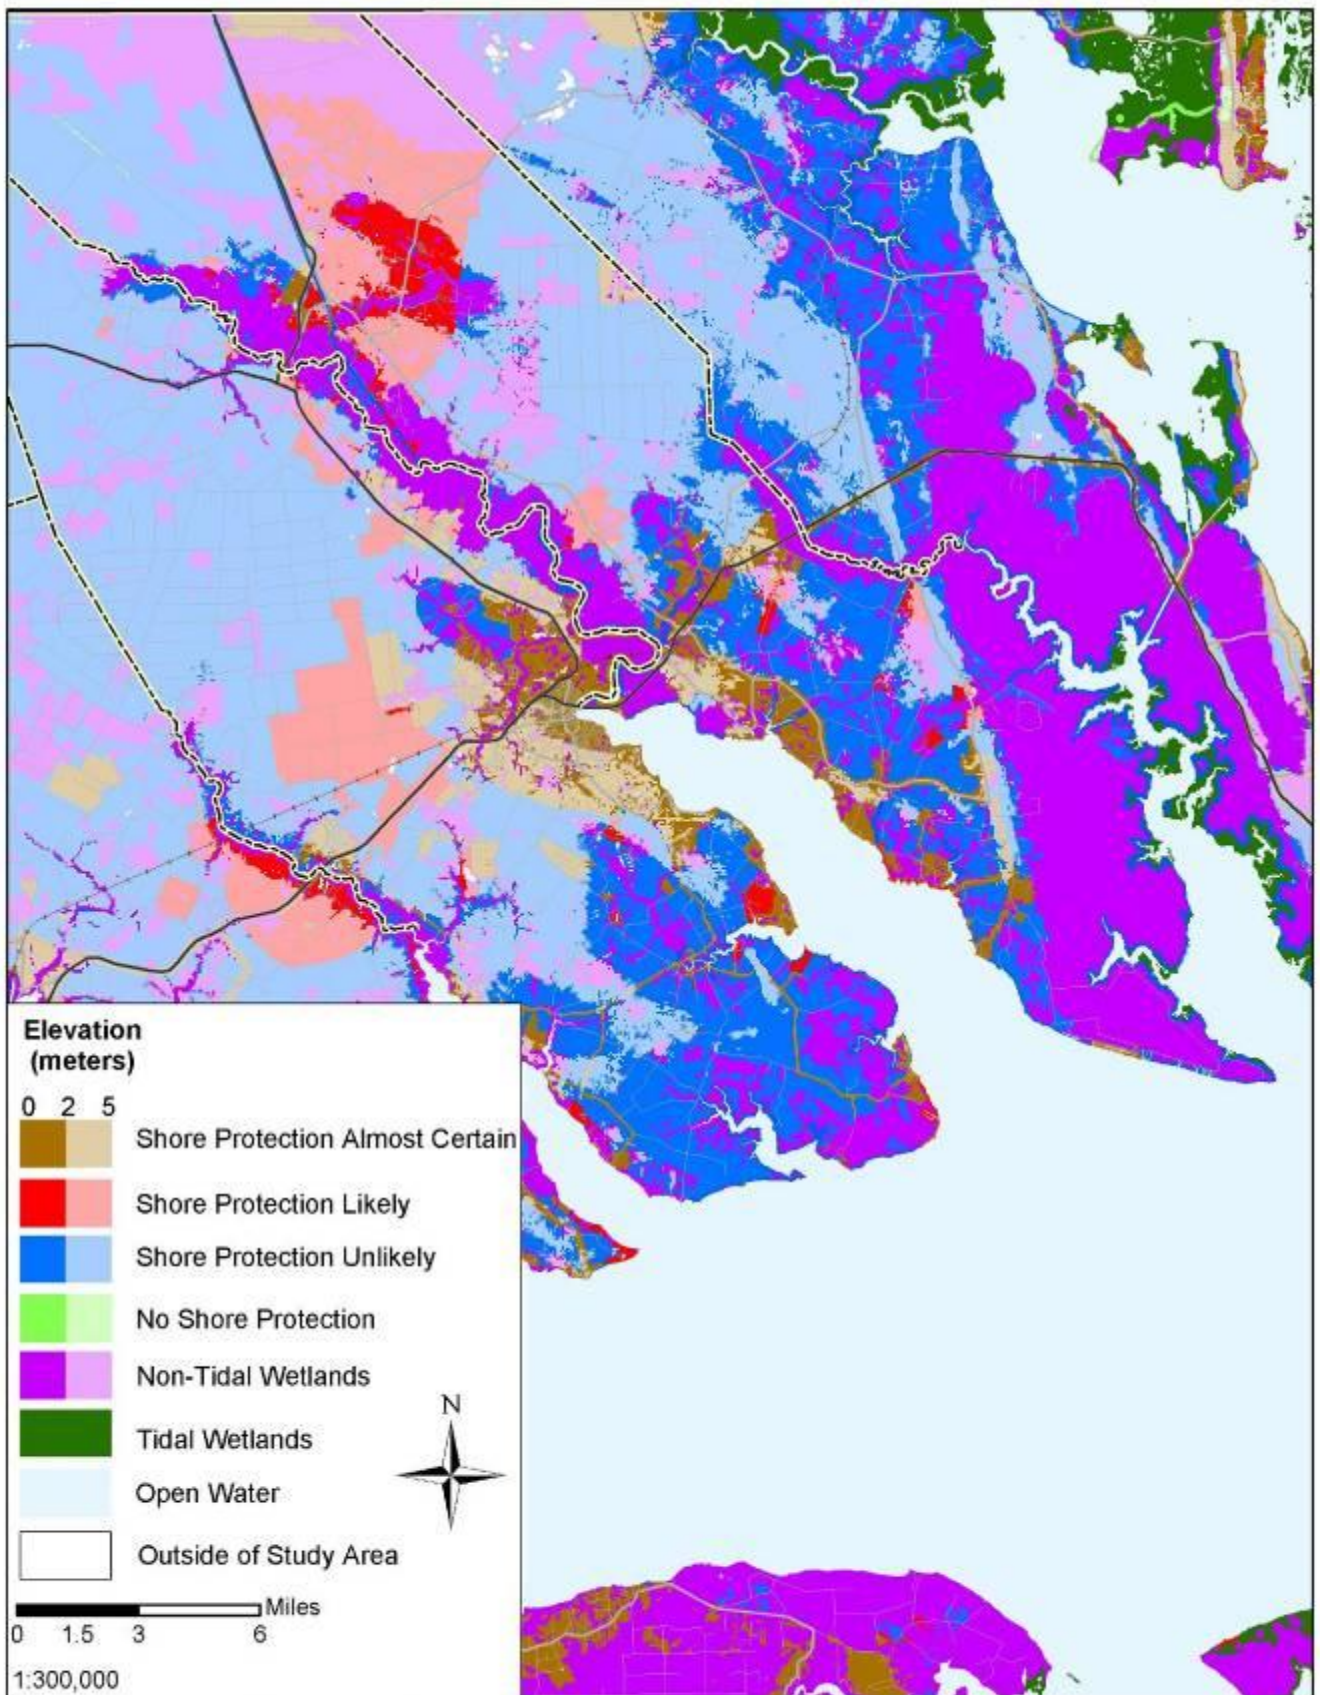 Elevation
(meters)
0 2 5
Shore Protection Almost Certain
Shore Protection Likely
Shore Protection Unlikely
No Shore Protection
Non-Tidal Wetlands
Tidal Wetlands
Open Water
Outside of Study Area
N
Miles
0 1.5 3 6
1:300,000